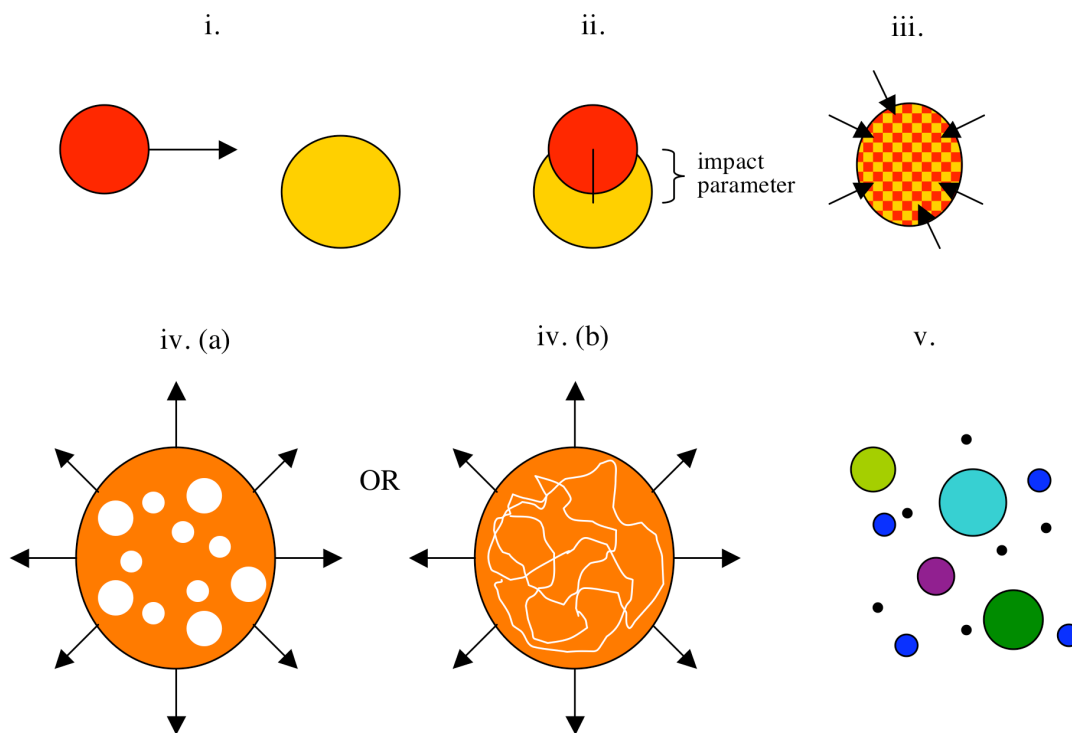 i.
ii.
iii.
impact
parameter
iv. (a)
iv. (b)
v.
OR